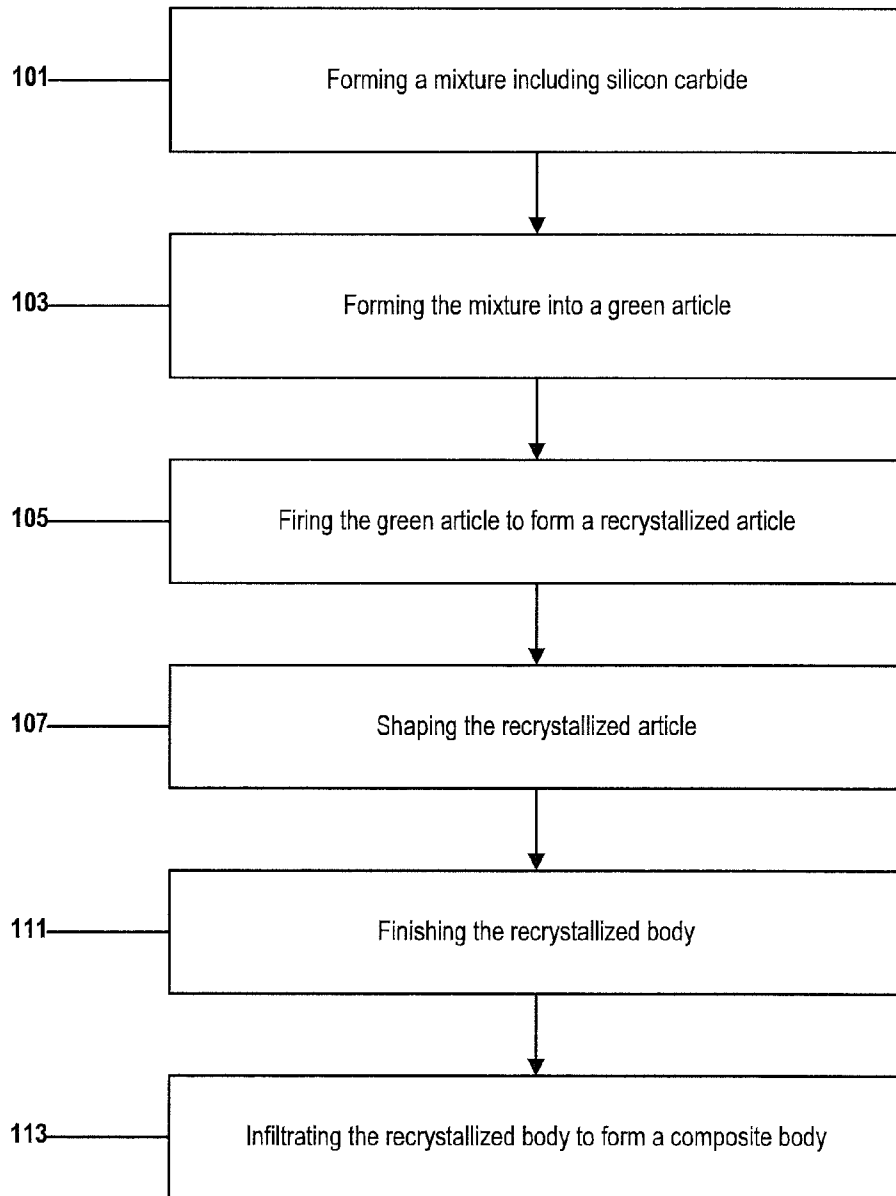 101 Forming a mixture including silicon carbide
103 Forming the mixture into a green article
105 Firing the green article to form a recrystallized article
107 Shaping the recrystallized article
111 Finishing the recrystallized body
113 Infiltrating the recrystallized body to form a composite body